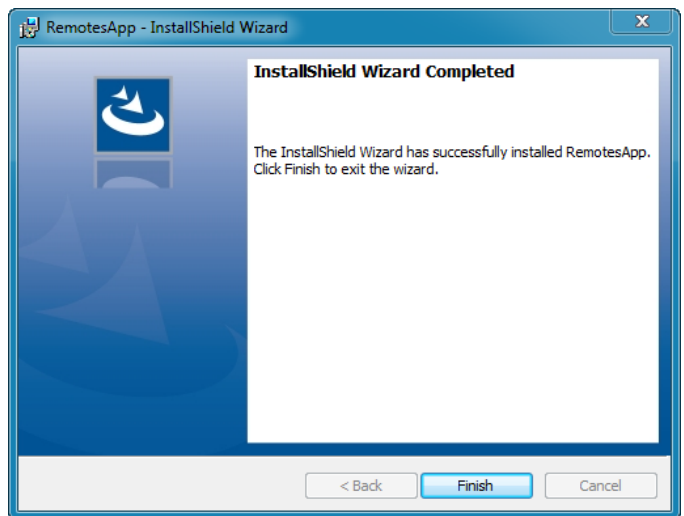 RemotesApp - InstallShield Wizard
InstallShield Wizard Completed
The InstallShield Wizard has successfully installed RemotesApp.
Click Finish to exit the wizard.
< Back
Finish
Cancel